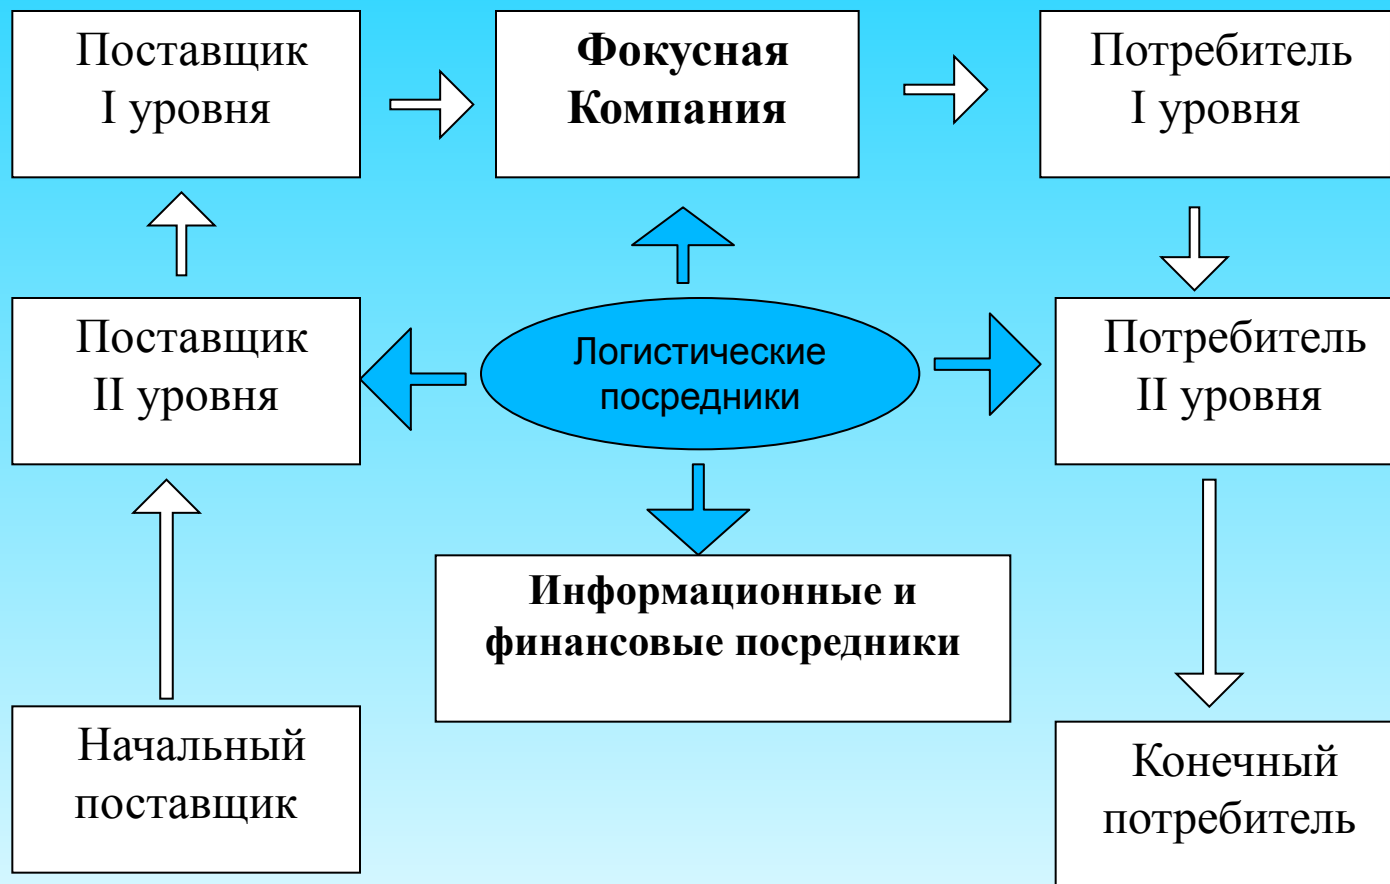 Поставщик
I уровня
Фокусная
Компания
Потребитель
I уровня
Поставщик
II уровня
Логистические
посредники
Потребитель
II уровня
Информационные и
финансовые посредники
Начальный
поставщик
Конечный
потребитель